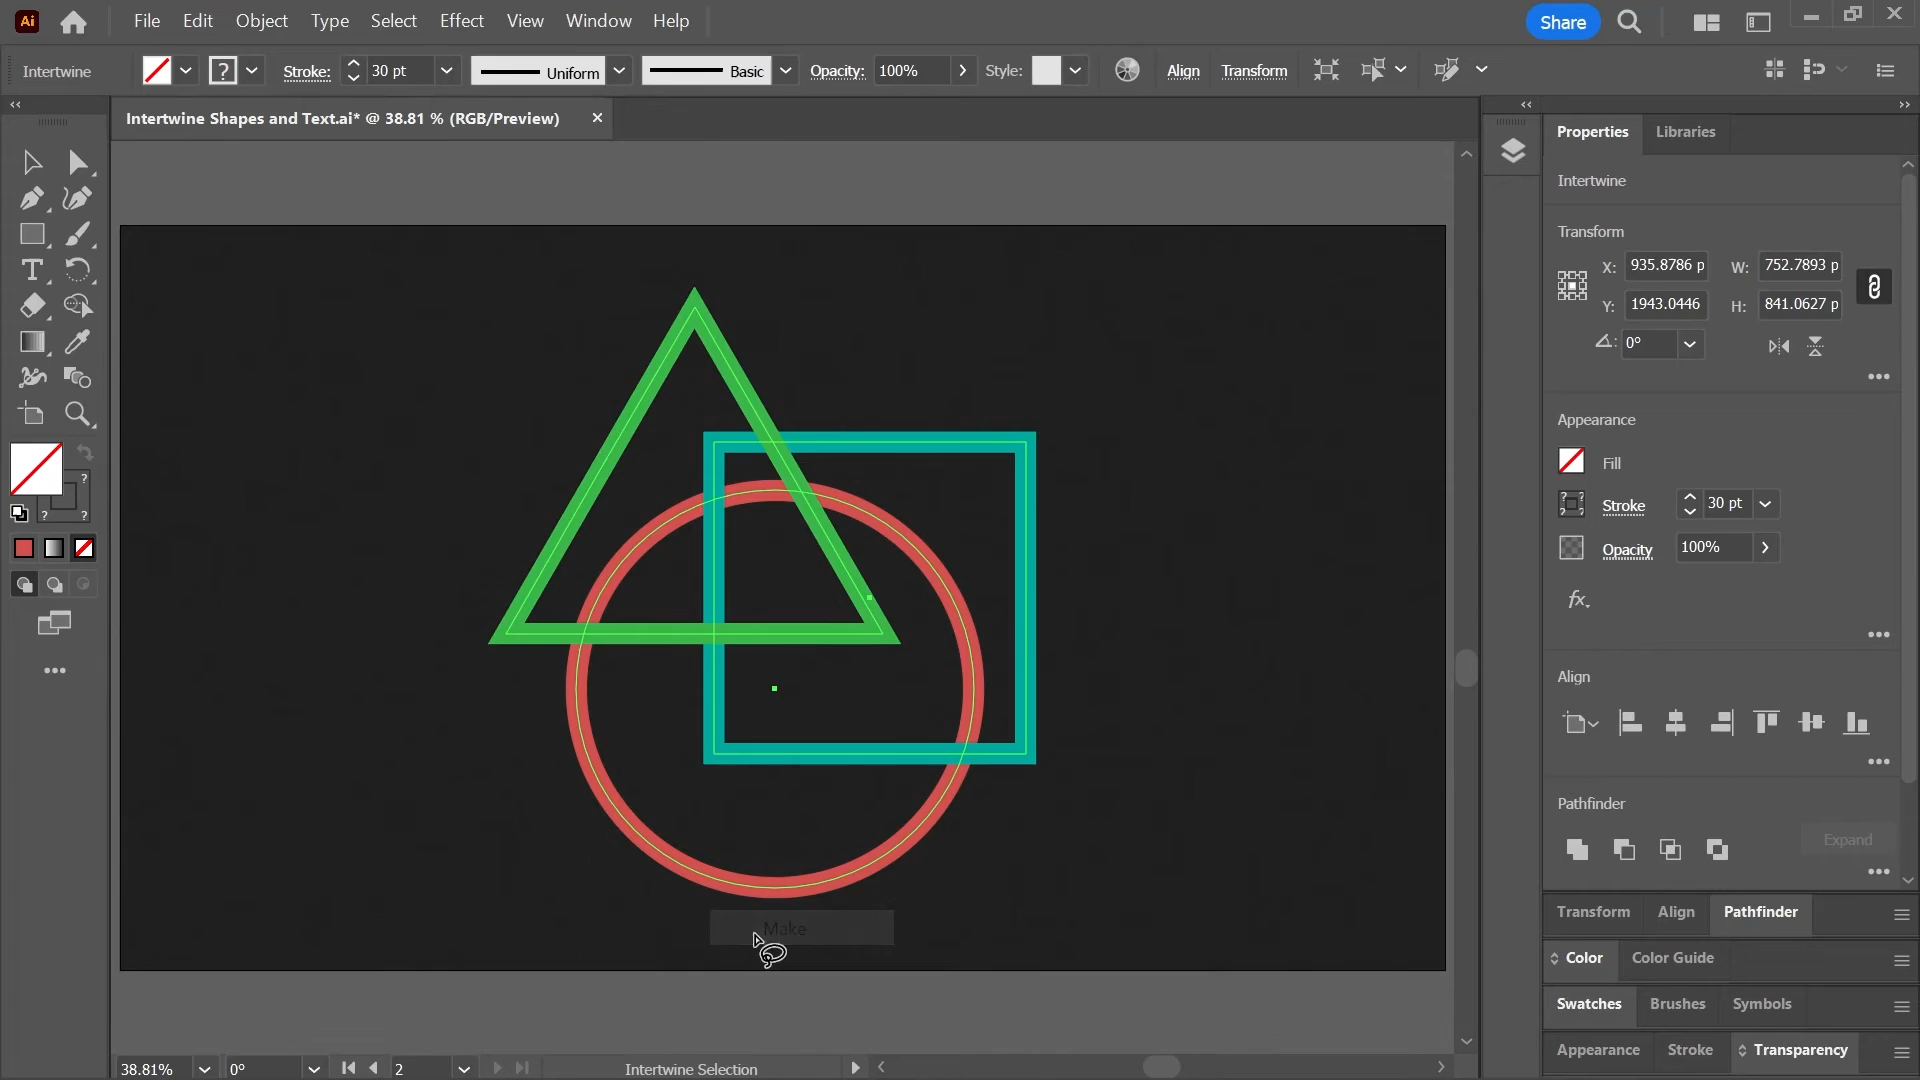 Ai File Edit Object Type Select Effect View Window Help Share
Intertwine ? Stroke: 30 pt Uniform Basic Opacity: 100% Style: Align Transform
Intertwine Shapes and Text.ai* @ 38.81 % (RGB/Preview)
Properties Libraries
Intertwine
Transform
X: 935.8786 p W: 752.7893 p
Y: 1943.0446 H: 841.0627 p
0°
Appearance
Fill
Stroke 30 pt
Opacity 100%
fx
Align
Pathfinder
Expand
Transform Align Pathfinder
Color Color Guide
Swatches Brushes Symbols
Appearance Stroke Transparency
Make
38.81% 0° 2 Intertwine Selection